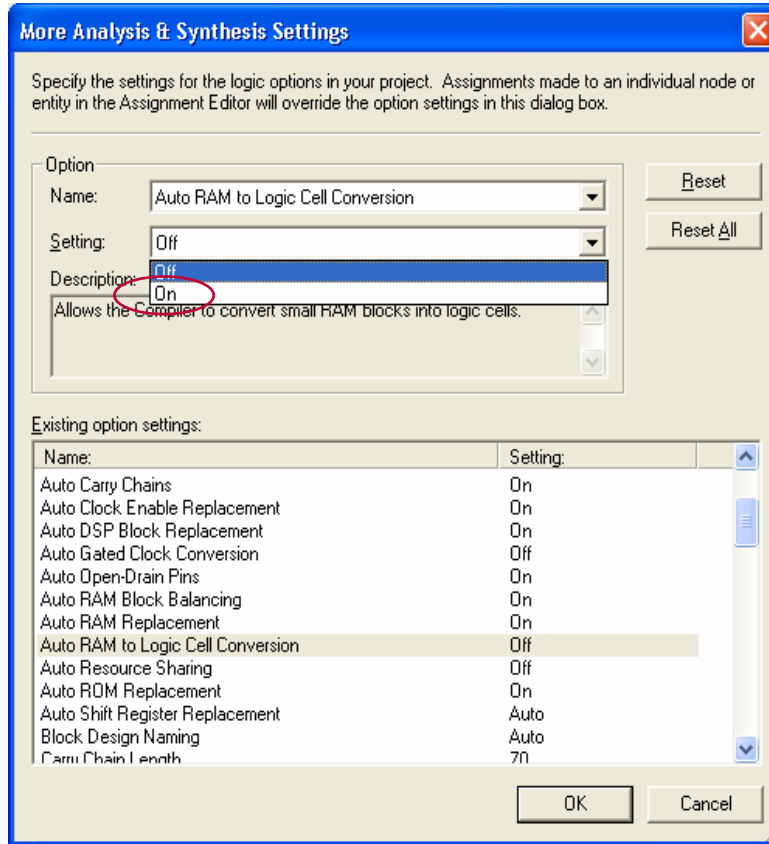 More Analysis & Synthesis Settings
Specify the settings for the logic options in your project. Assignments made to an individual node or
entity in the Assignment Editor will override the option settings in this dialog box.
Option
Name: Auto RAM to Logic Cell Conversion
Reset
Setting: Off
Reset All
Off
Description:
On
Allows the Compiler to convert small RAM blocks into logic cells.
Existing option settings:
Name: Setting:
Auto Carry Chains On
Auto Clock Enable Replacement On
Auto DSP Block Replacement On
Auto Gated Clock Conversion Off
Auto Open-Drain Pins On
Auto RAM Block Balancing On
Auto RAM Replacement On
Auto RAM to Logic Cell Conversion Off
Auto Resource Sharing Off
Auto ROM Replacement On
Auto Shift Register Replacement Auto
Block Design Naming Auto
Carry Chain Length 70
OK Cancel